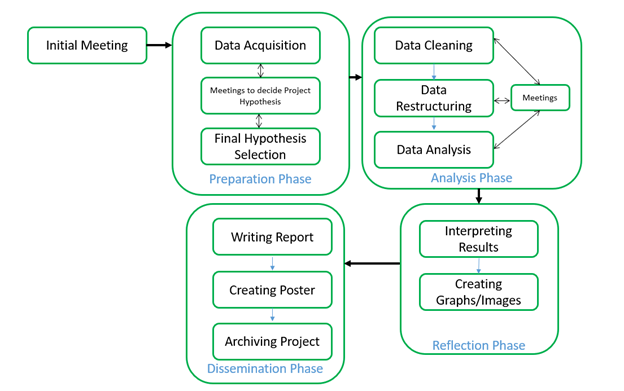 Initial Meeting
Data Acquisition
Meetings to decide Project
Hypothesis
Final Hypothesis
Selection
Preparation Phase
Data Cleaning
Data
Restructuring
Data Analysis
Meetings
Analysis Phase
Interpreting
Results
Creating
Graphs/Images
Reflection Phase
Writing Report
Creating Poster
Archiving Project
Dissemination Phase